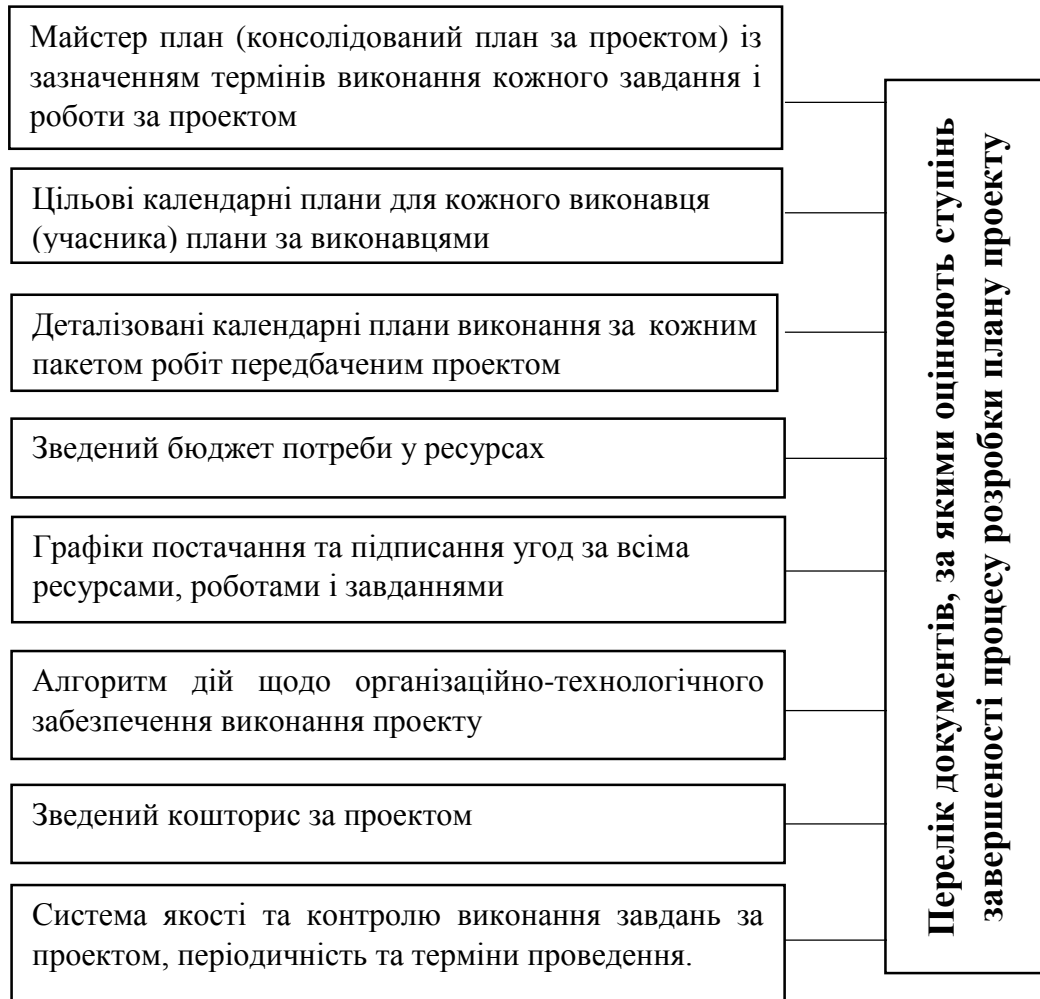 Майстер план (консолідований план за проектом) із
зазначенням термінів виконання кожного завдання і
роботи за проектом
Цільові календарні плани для кожного виконавця
(учасника) плани за виконавцями
Деталізовані календарні плани виконання за кожним
пакетом робіт передбаченим проектом
Зведений бюджет потреби у ресурсах
Графіки постачання та підписання угод за всіма
ресурсами, роботами і завданнями
Алгоритм дій щодо організаційно-технологічного
забезпечення виконання проекту
Зведений кошторис за проектом
Система якості та контролю виконання завдань за
проектом, періодичність та терміни проведення.
Перелік документів, за якими оцінюють ступінь
завершеності процесу розробки плану проекту